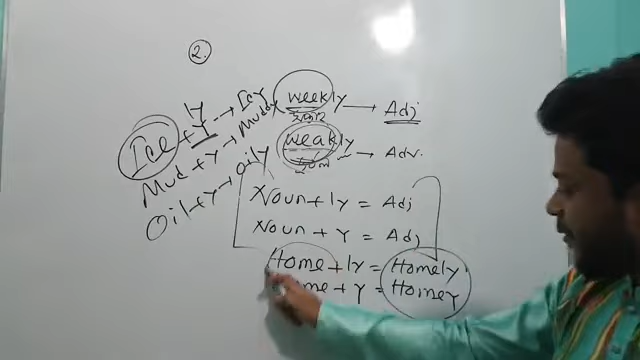 2.
ly
Ice + y → Icy
Mud + y → Muddy
Oil + y → oily
weekly → Adj
weakly → Adv.
Noun + ly = Adj
Noun + y = Adj
Home + ly = Homely
Home + y = Homey